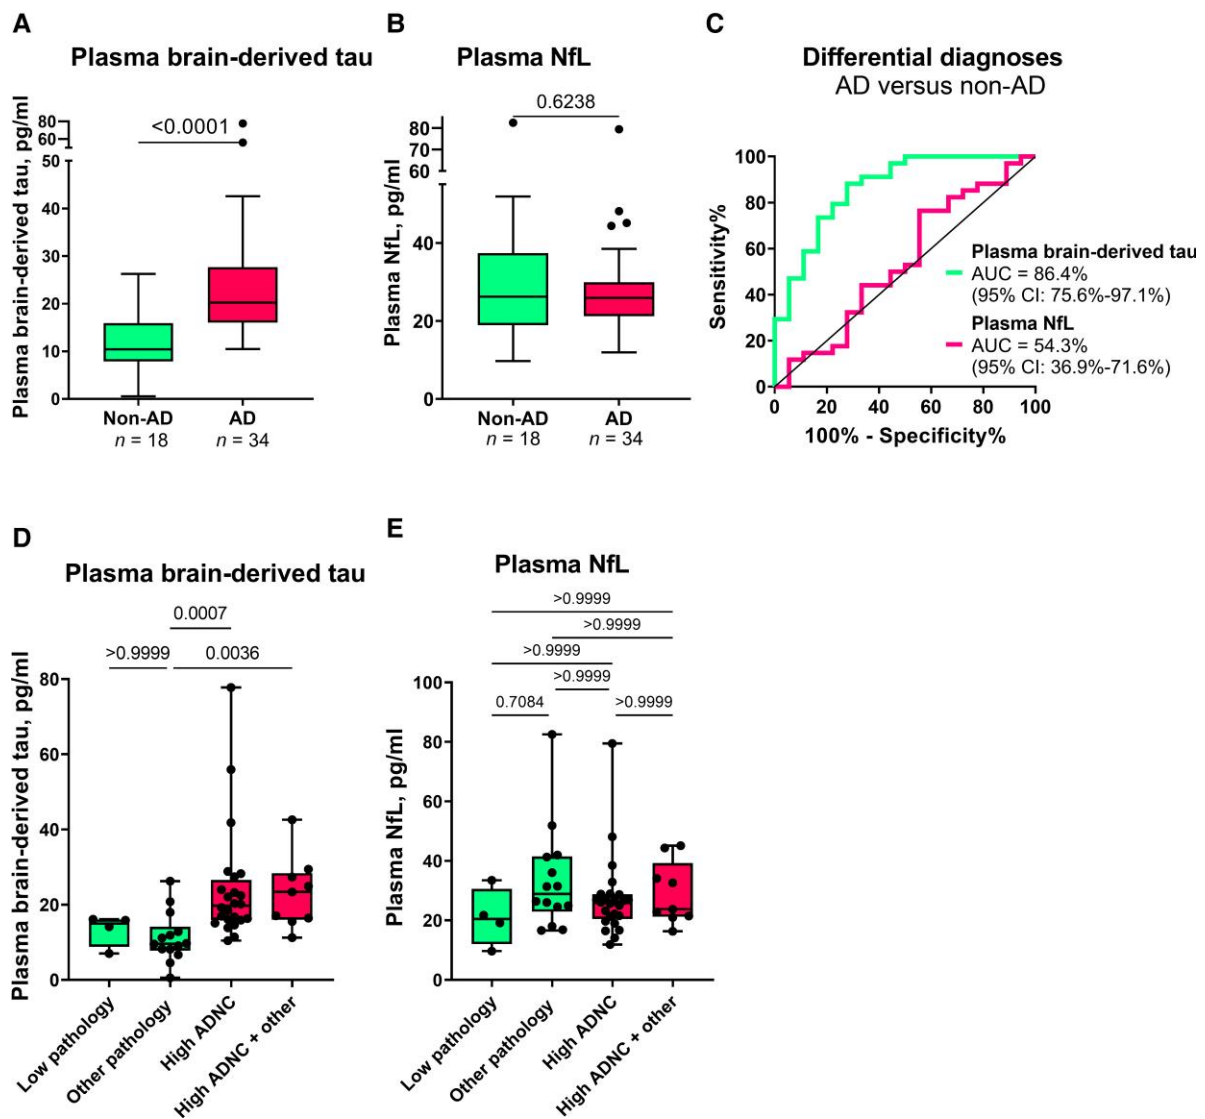 A
Plasma brain-derived tau
Plasma brain-derived tau, pg/ml
80
60
50
40
30
20
10
0
<0.0001
Non-AD
n = 18
AD
n = 34
B
Plasma NfL
Plasma NfL, pg/ml
80
70
60
40
20
0
0.6238
Non-AD
n = 18
AD
n = 34
C
Differential diagnoses
AD versus non-AD
Sensitivity%
100
80
60
40
20
0
0 20 40 60 80 100
100% - Specificity%
Plasma brain-derived tau
AUC = 86.4%
(95% CI: 75.6%-97.1%)
Plasma NfL
AUC = 54.3%
(95% CI: 36.9%-71.6%)
D
Plasma brain-derived tau
0.0007
>0.9999 0.0036
Plasma brain-derived tau, pg/ml
80
60
40
20
0
Low pathology
Other pathology
High ADNC
High ADNC + other
E
Plasma NfL
>0.9999
>0.9999
>0.9999
>0.9999
0.7084 >0.9999
Plasma NfL, pg/ml
100
80
60
40
20
0
Low pathology
Other pathology
High ADNC
High ADNC + other